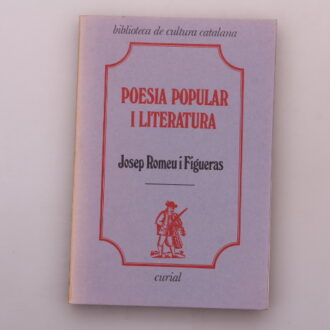 biblioteca de cultura catalana
POESIA POPULAR
I LITERATURA
Josep Romeu i Figueras
curial